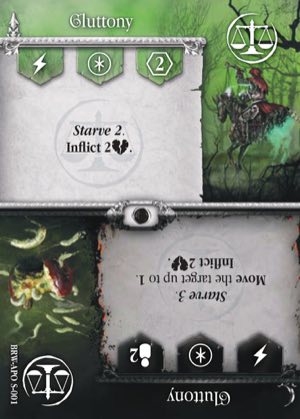 Gluttony
2
Starve 2.
Inflict 2.
Gluttony
2
Starve 3.
Move the target up to 1.
Inflict 2.
BRW-APO S-001